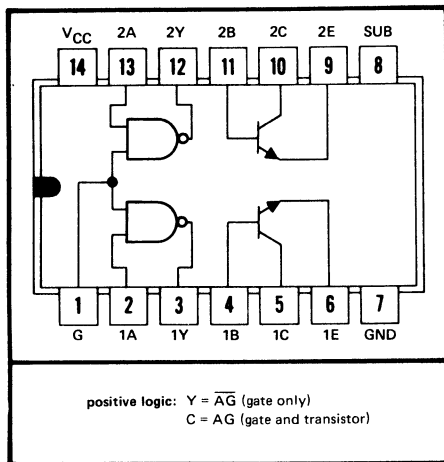 VCC 2A 2Y 2B 2C 2E SUB
14 13 12 11 10 9 8
1 2 3 4 5 6 7
G 1A 1Y 1B 1C 1E GND
positive logic: Y = A̅G̅ (gate only)
C = AG (gate and transistor)